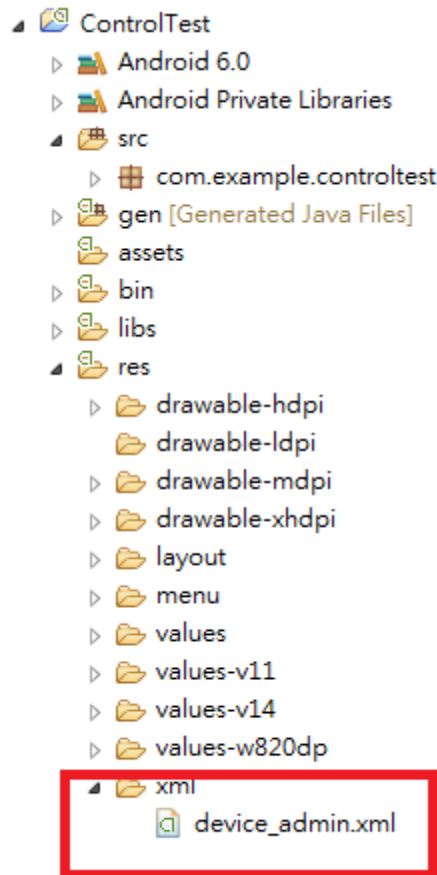 ControlTest
Android 6.0
Android Private Libraries
src
com.example.controltest
gen [Generated Java Files]
assets
bin
libs
res
drawable-hdpi
drawable-ldpi
drawable-mdpi
drawable-xhdpi
layout
menu
values
values-v11
values-v14
values-w820dp
xml
device_admin.xml